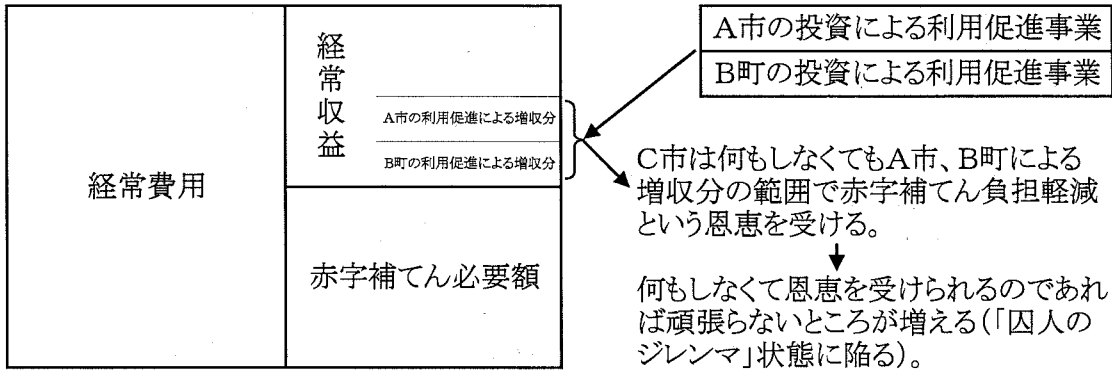 経常費用
経常収益
A市の利用促進による増収分
B町の利用促進による増収分
赤字補てん必要額
A市の投資による利用促進事業
B町の投資による利用促進事業
C市は何もしなくてもA市、B町による
増収分の範囲で赤字補てん負担軽減
という恩恵を受ける。
何もしなくて恩恵を受けられるのであれ
ば頑張らないところが増える(「囚人の
ジレンマ」状態に陥る)。